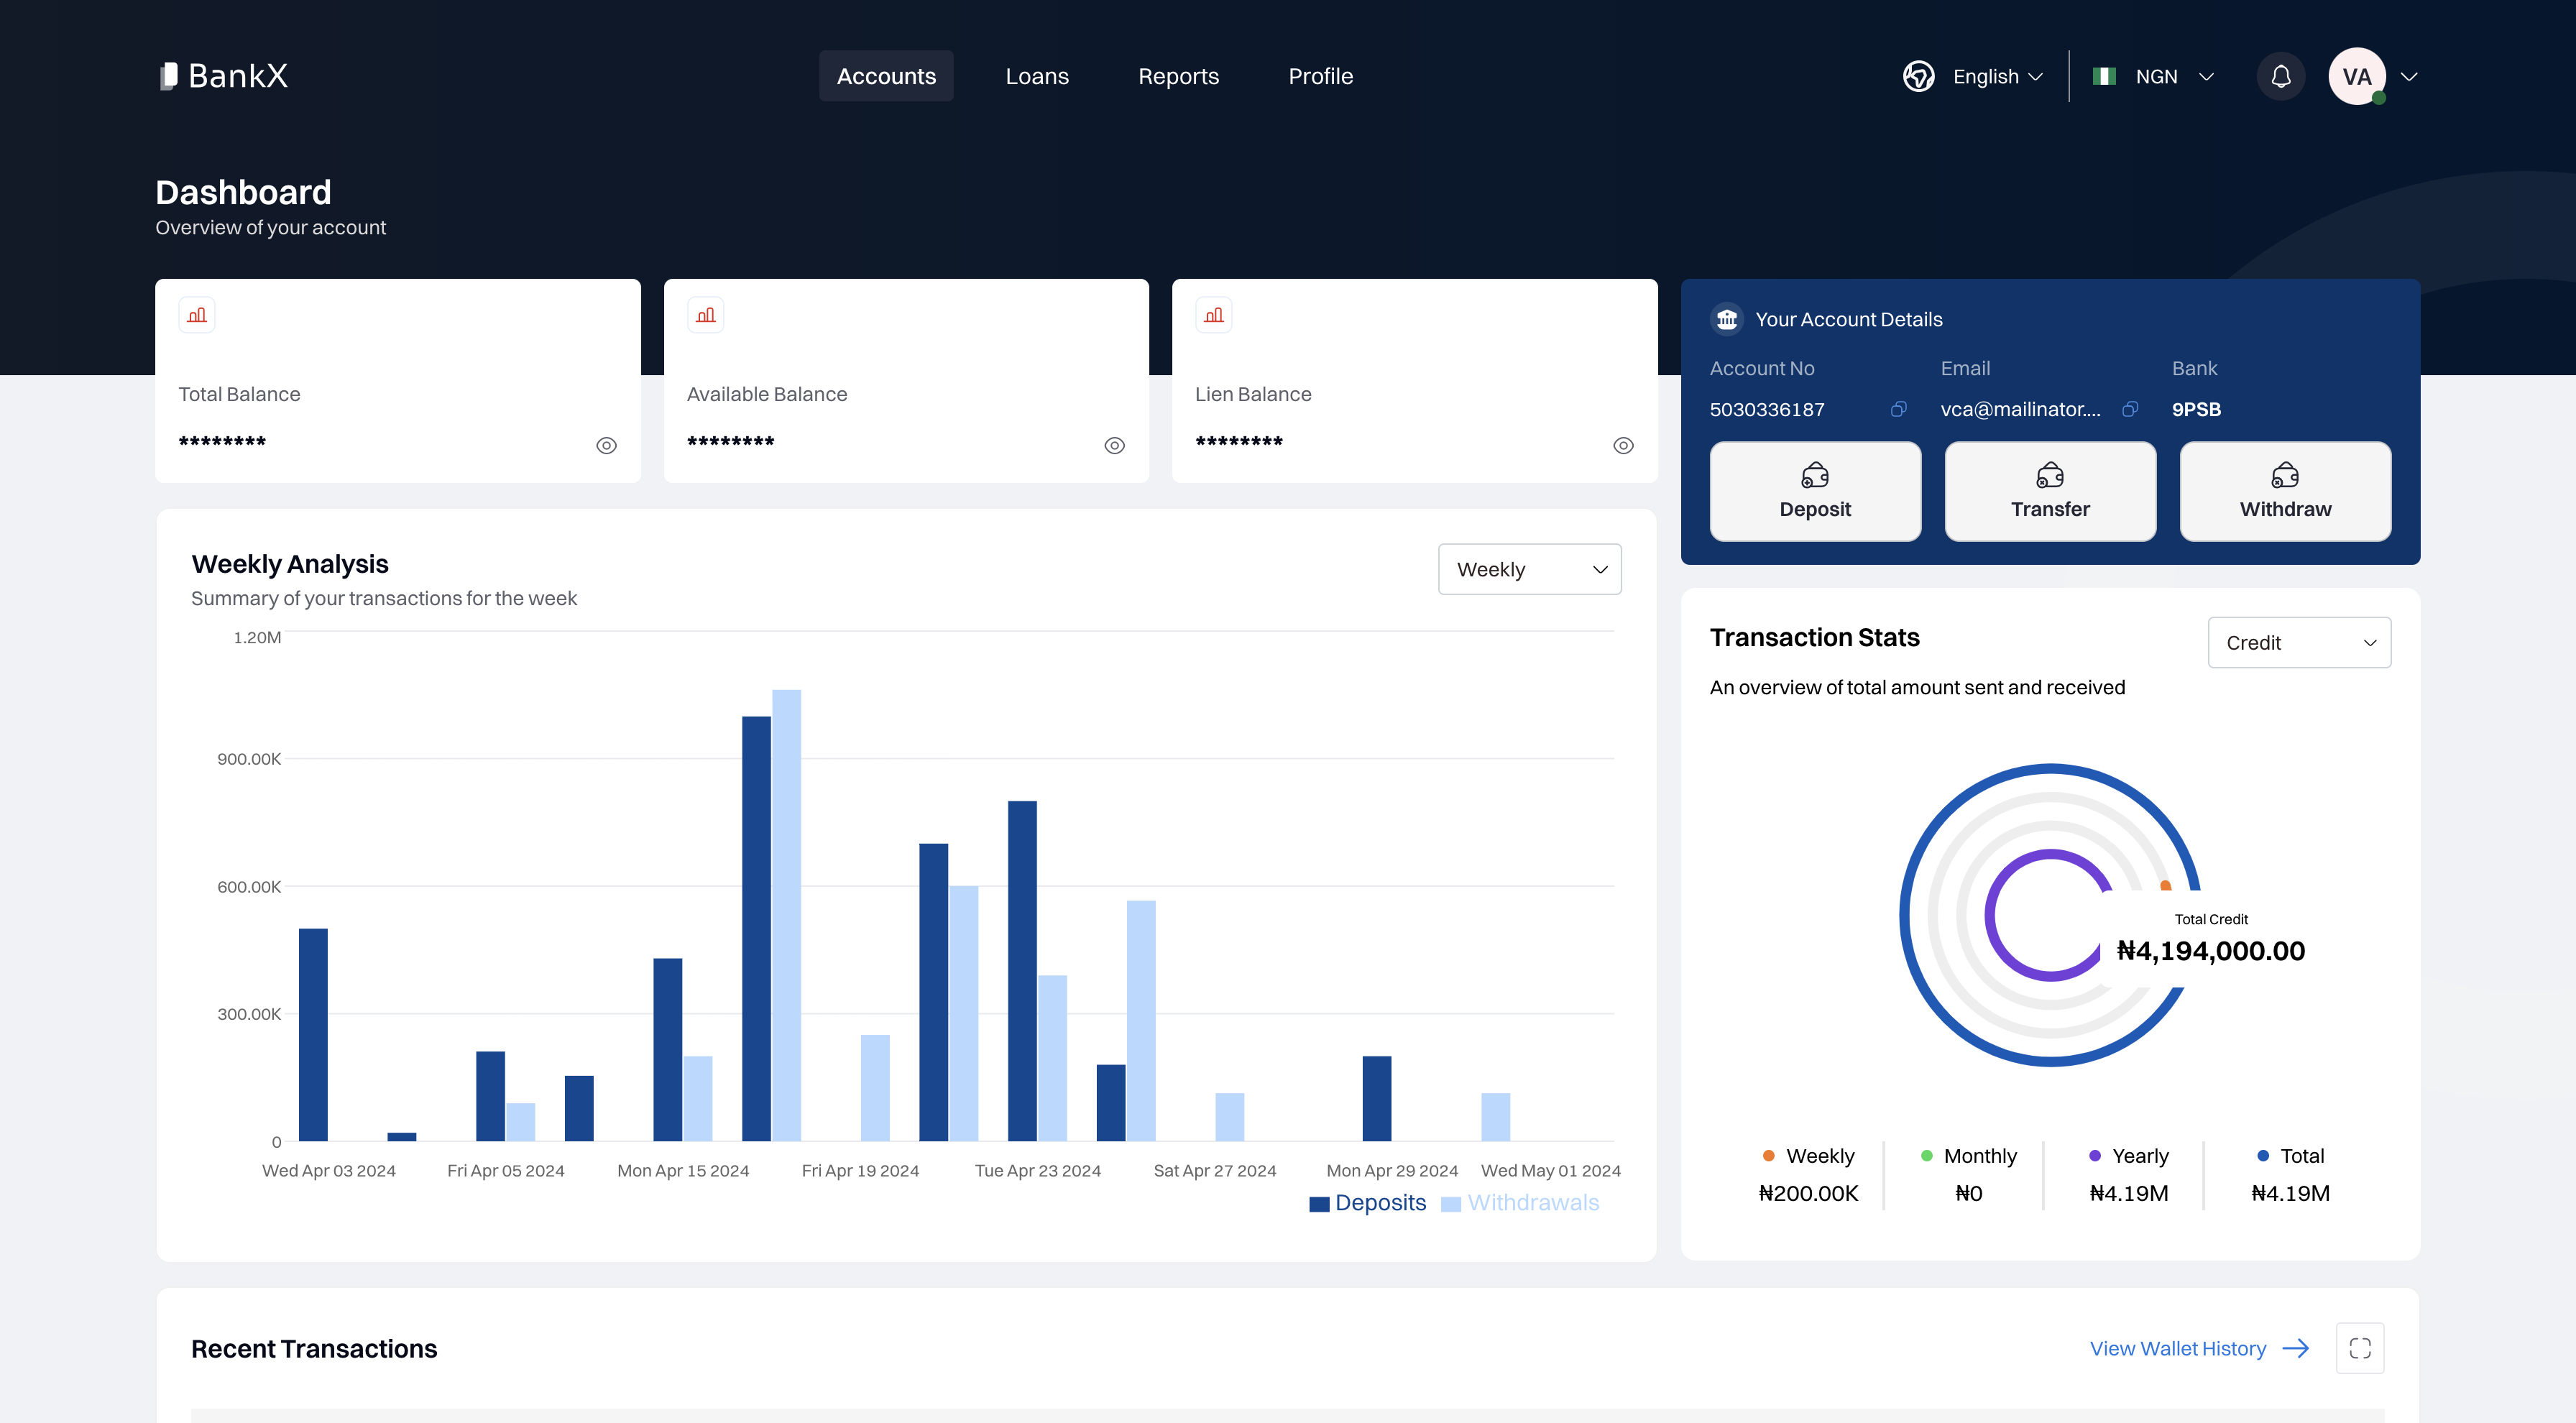 BankX
Accounts Loans Reports Profile
English NGN VA
Dashboard
Overview of your account
Total Balance
********
Available Balance
********
Lien Balance
********
Your Account Details
Account No Email Bank
5030336187 vca@mailinator.... 9PSB
Deposit Transfer Withdraw
Weekly Analysis
Weekly
Summary of your transactions for the week
1.20M
900.00K
600.00K
300.00K
0
Wed Apr 03 2024 Fri Apr 05 2024 Mon Apr 15 2024 Fri Apr 19 2024 Tue Apr 23 2024 Sat Apr 27 2024 Mon Apr 29 2024 Wed May 01 2024
Deposits Withdrawals
Transaction Stats
Credit
An overview of total amount sent and received
Total Credit
₦4,194,000.00
Weekly Monthly Yearly Total
₦200.00K ₦0 ₦4.19M ₦4.19M
Recent Transactions
View Wallet History